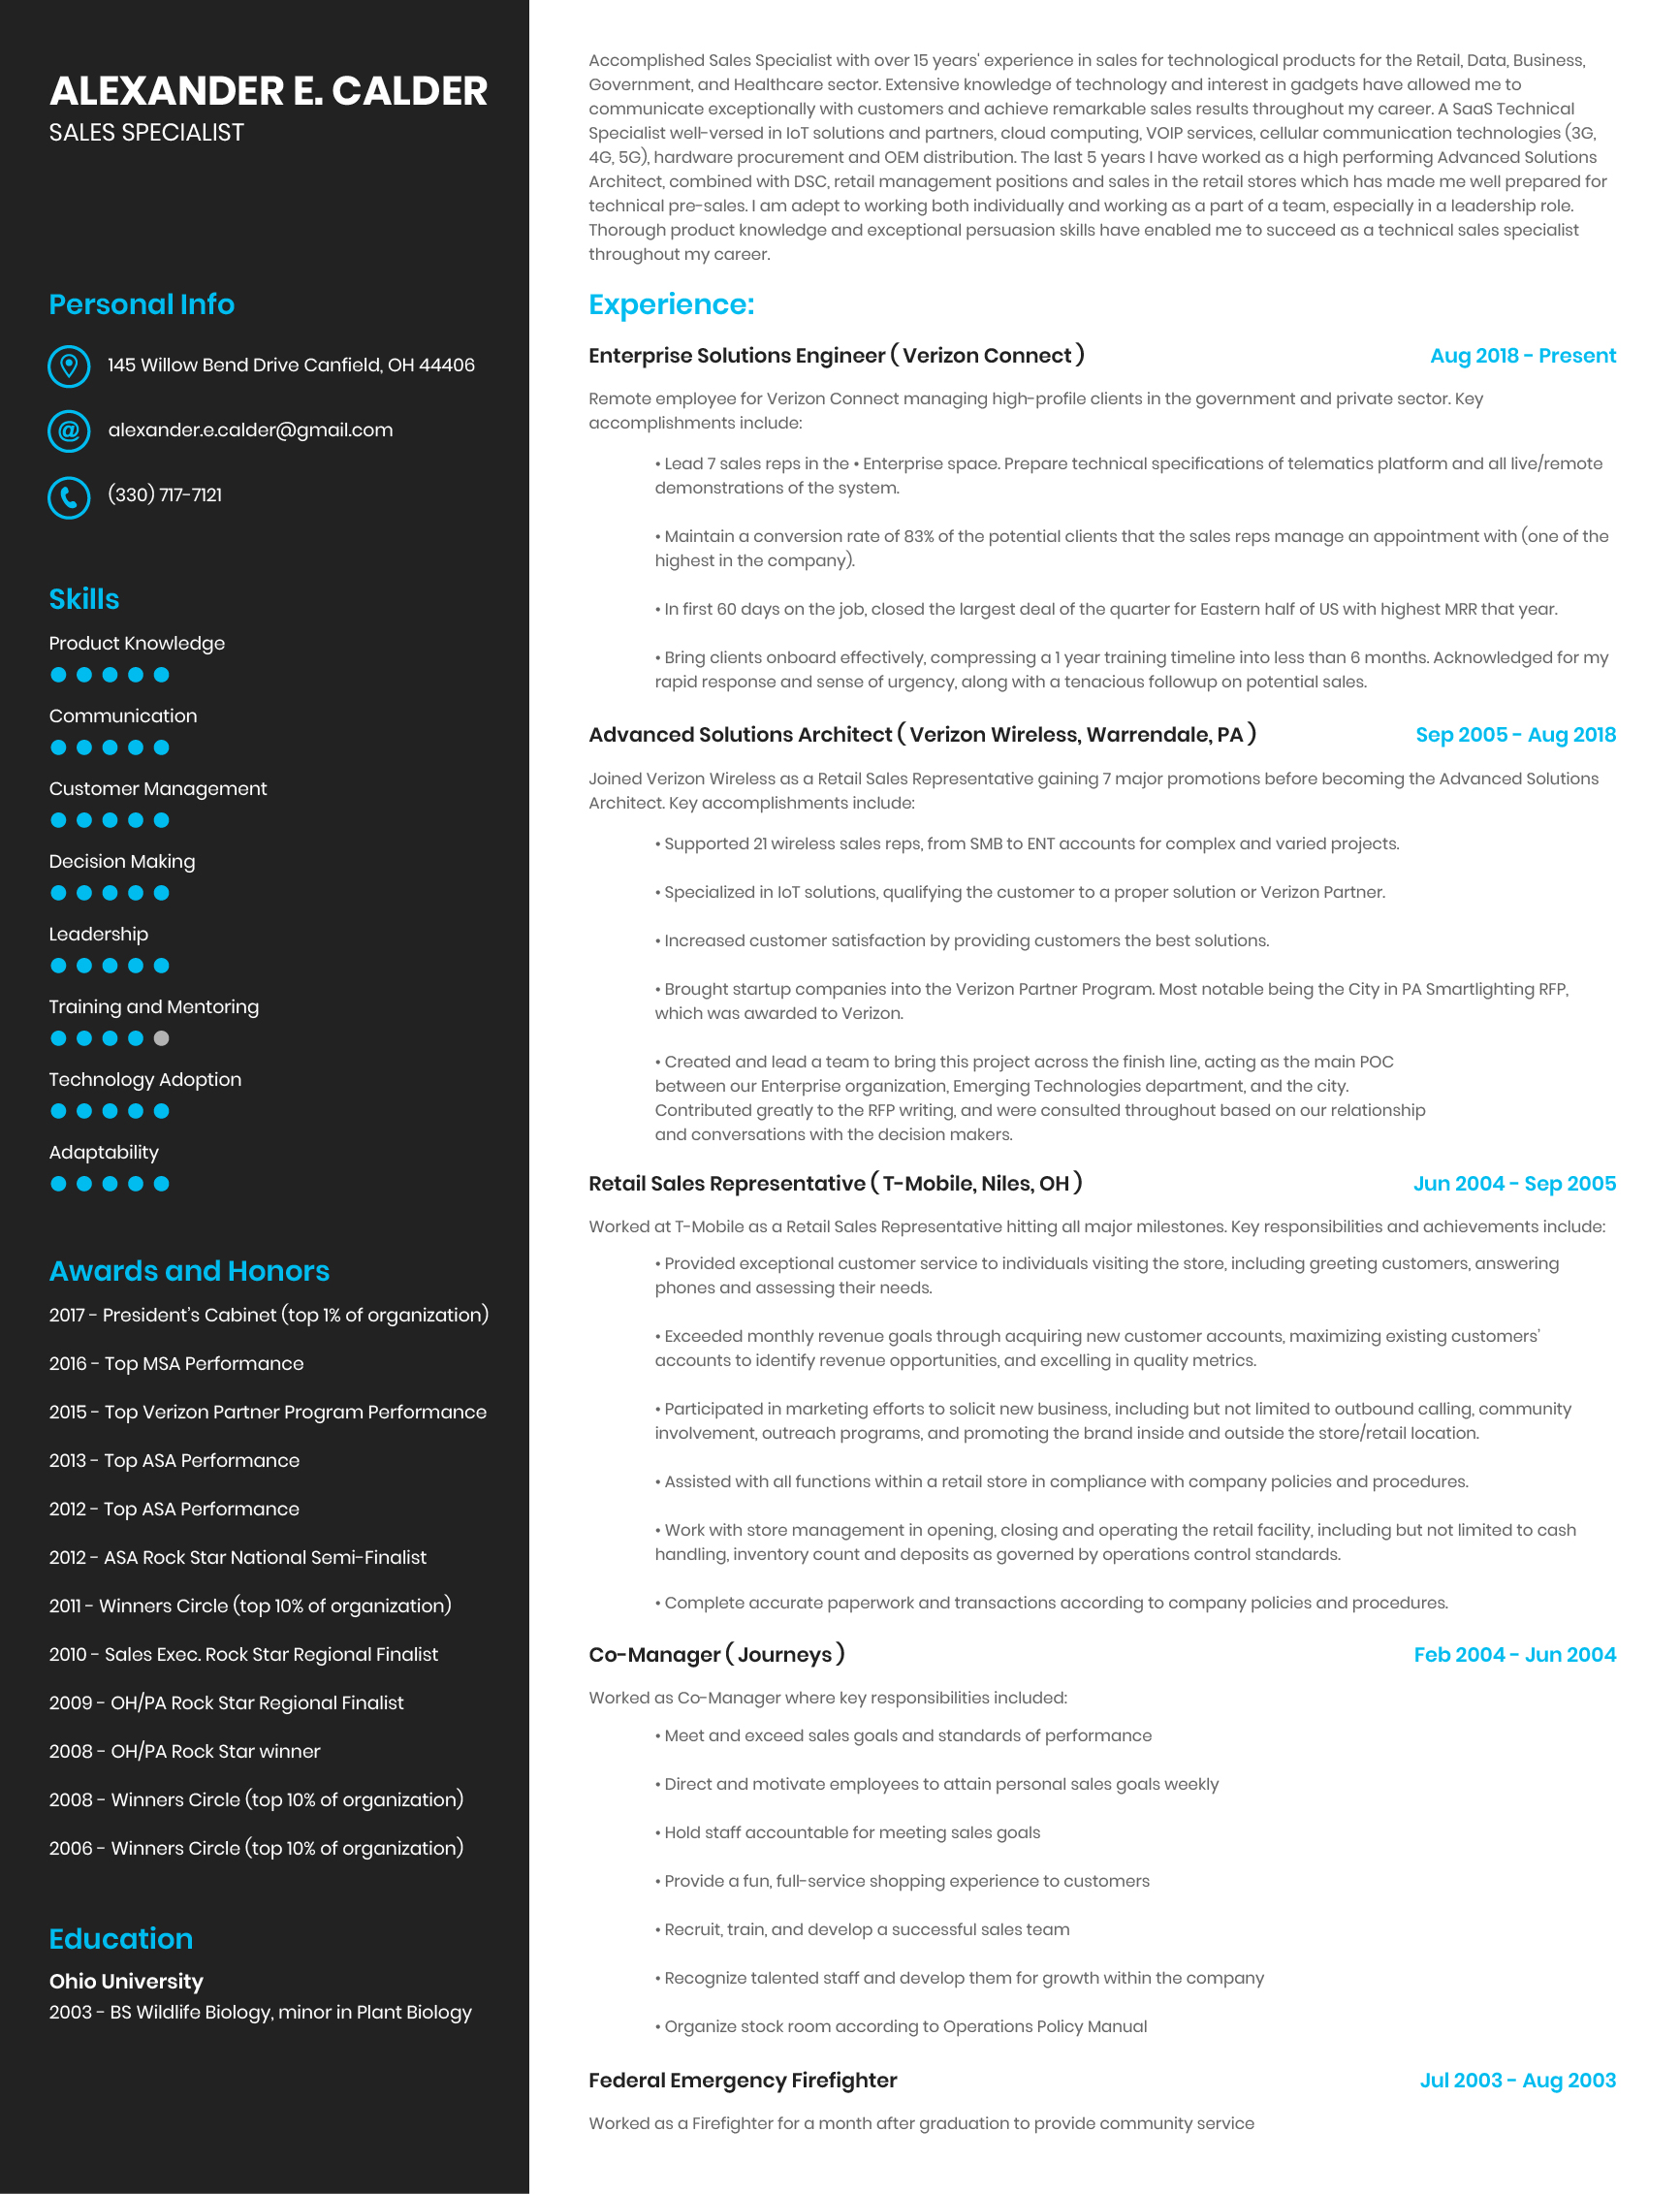 ALEXANDER E. CALDER
SALES SPECIALIST
Personal Info
145 Willow Bend Drive Canfield, OH 44406
alexander.e.calder@gmail.com
(330) 717-7121
Skills
Product Knowledge
Communication
Customer Management
Decision Making
Leadership
Training and Mentoring
Technology Adoption
Adaptability
Awards and Honors
2017 - President's Cabinet (top 1% of organization)
2016 - Top MSA Performance
2015 - Top Verizon Partner Program Performance
2013 - Top ASA Performance
2012 - Top ASA Performance
2012 - ASA Rock Star National Semi-Finalist
2011 - Winners Circle (top 10% of organization)
2010 - Sales Exec. Rock Star Regional Finalist
2009 - OH/PA Rock Star Regional Finalist
2008 - OH/PA Rock Star winner
2008 - Winners Circle (top 10% of organization)
2006 - Winners Circle (top 10% of organization)
Education
Ohio University
2003 - BS Wildlife Biology, minor in Plant Biology
Accomplished Sales Specialist with over 15 years' experience in sales for technological products for the Retail, Data, Business,
Government, and Healthcare sector. Extensive knowledge of technology and interest in gadgets have allowed me to
communicate exceptionally with customers and achieve remarkable sales results throughout my career. A SaaS Technical
Specialist well-versed in IoT solutions and partners, cloud computing, VOIP services, cellular communication technologies (3G,
4G, 5G), hardware procurement and OEM distribution. The last 5 years I have worked as a high performing Advanced Solutions
Architect, combined with DSC, retail management positions and sales in the retail stores which has made me well prepared for
technical pre-sales. I am adept to working both individually and working as a part of a team, especially in a leadership role.
Thorough product knowledge and exceptional persuasion skills have enabled me to succeed as a technical sales specialist
throughout my career.
Experience:
Enterprise Solutions Engineer ( Verizon Connect ) Aug 2018 - Present
Remote employee for Verizon Connect managing high-profile clients in the government and private sector. Key
accomplishments include:
• Lead 7 sales reps in the • Enterprise space. Prepare technical specifications of telematics platform and all live/remote
demonstrations of the system.
• Maintain a conversion rate of 83% of the potential clients that the sales reps manage an appointment with (one of the
highest in the company).
• In first 60 days on the job, closed the largest deal of the quarter for Eastern half of US with highest MRR that year.
• Bring clients onboard effectively, compressing a 1 year training timeline into less than 6 months. Acknowledged for my
rapid response and sense of urgency, along with a tenacious followup on potential sales.
Advanced Solutions Architect ( Verizon Wireless, Warrendale, PA ) Sep 2005 - Aug 2018
Joined Verizon Wireless as a Retail Sales Representative gaining 7 major promotions before becoming the Advanced Solutions
Architect. Key accomplishments include:
• Supported 21 wireless sales reps, from SMB to ENT accounts for complex and varied projects.
• Specialized in IoT solutions, qualifying the customer to a proper solution or Verizon Partner.
• Increased customer satisfaction by providing customers the best solutions.
• Brought startup companies into the Verizon Partner Program. Most notable being the City in PA Smartlighting RFP,
which was awarded to Verizon.
• Created and lead a team to bring this project across the finish line, acting as the main POC
between our Enterprise organization, Emerging Technologies department, and the city.
Contributed greatly to the RFP writing, and were consulted throughout based on our relationship
and conversations with the decision makers.
Retail Sales Representative ( T-Mobile, Niles, OH ) Jun 2004 - Sep 2005
Worked at T-Mobile as a Retail Sales Representative hitting all major milestones. Key responsibilities and achievements include:
• Provided exceptional customer service to individuals visiting the store, including greeting customers, answering
phones and assessing their needs.
• Exceeded monthly revenue goals through acquiring new customer accounts, maximizing existing customers'
accounts to identify revenue opportunities, and excelling in quality metrics.
• Participated in marketing efforts to solicit new business, including but not limited to outbound calling, community
involvement, outreach programs, and promoting the brand inside and outside the store/retail location.
• Assisted with all functions within a retail store in compliance with company policies and procedures.
• Work with store management in opening, closing and operating the retail facility, including but not limited to cash
handling, inventory count and deposits as governed by operations control standards.
• Complete accurate paperwork and transactions according to company policies and procedures.
Co-Manager ( Journeys ) Feb 2004 - Jun 2004
Worked as Co-Manager where key responsibilities included:
• Meet and exceed sales goals and standards of performance
• Direct and motivate employees to attain personal sales goals weekly
• Hold staff accountable for meeting sales goals
• Provide a fun, full-service shopping experience to customers
• Recruit, train, and develop a successful sales team
• Recognize talented staff and develop them for growth within the company
• Organize stock room according to Operations Policy Manual
Federal Emergency Firefighter Jul 2003 - Aug 2003
Worked as a Firefighter for a month after graduation to provide community service